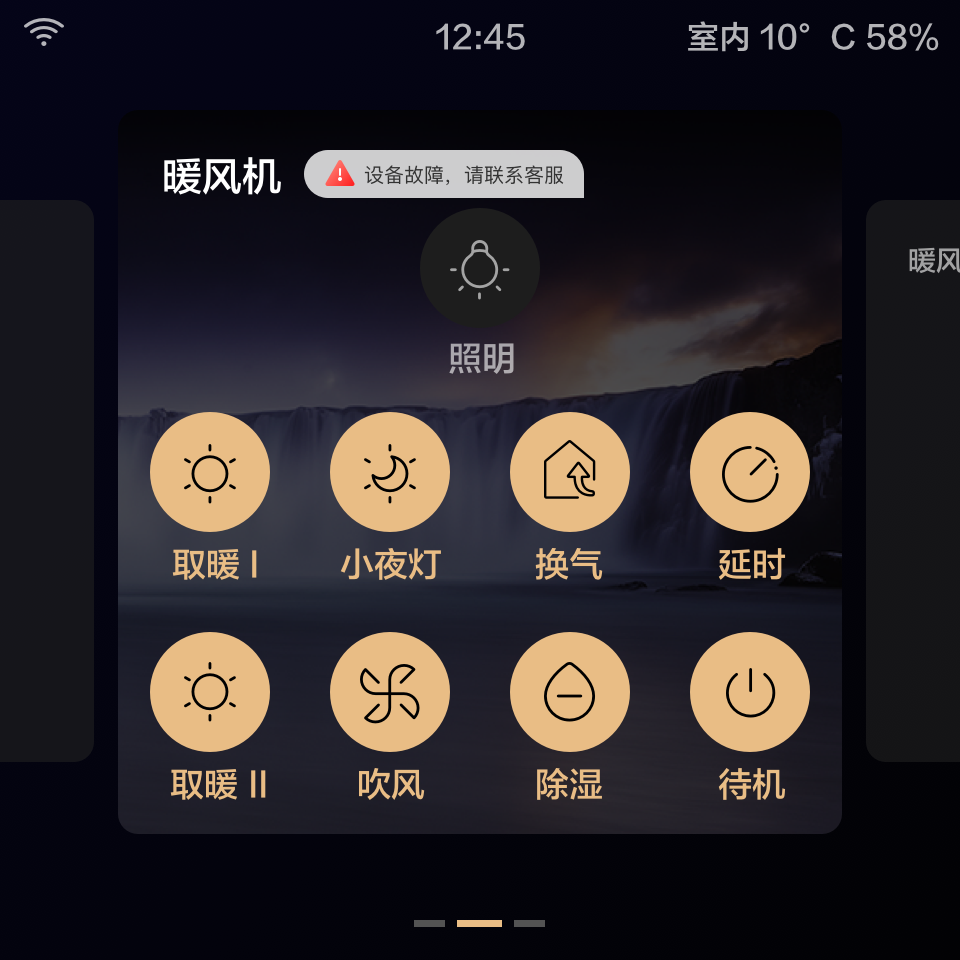 12:45
室内 10° C 58%
暖风机
设备故障，请联系客服
暖风
照明
取暖 I
小夜灯
换气
延时
取暖 II
吹风
除湿
待机